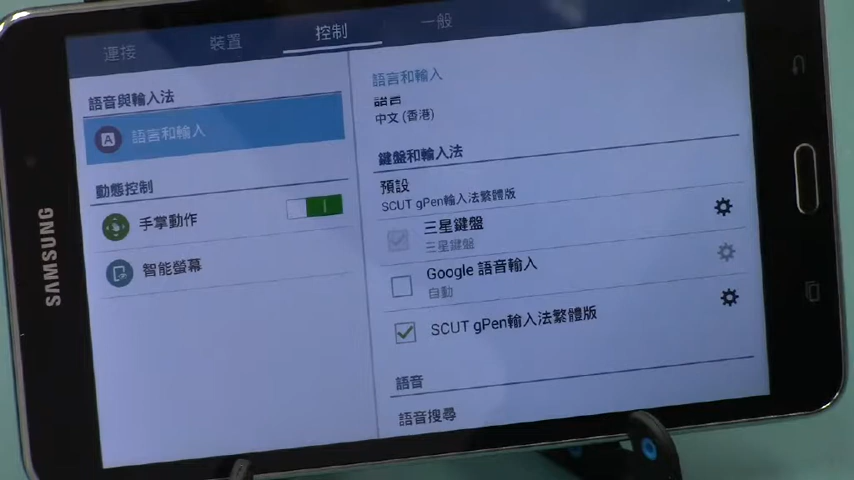 連接
裝置
控制
一般
語音與輸入法
語言和輸入
動態控制
手掌動作
智能螢幕
語言和輸入
語言
中文 (香港)
鍵盤和輸入法
預設
SCUT gPen輸入法繁體版
三星鍵盤
三星鍵盤
Google 語音輸入
自動
SCUT gPen輸入法繁體版
語音
語音搜尋
SAMSUNG